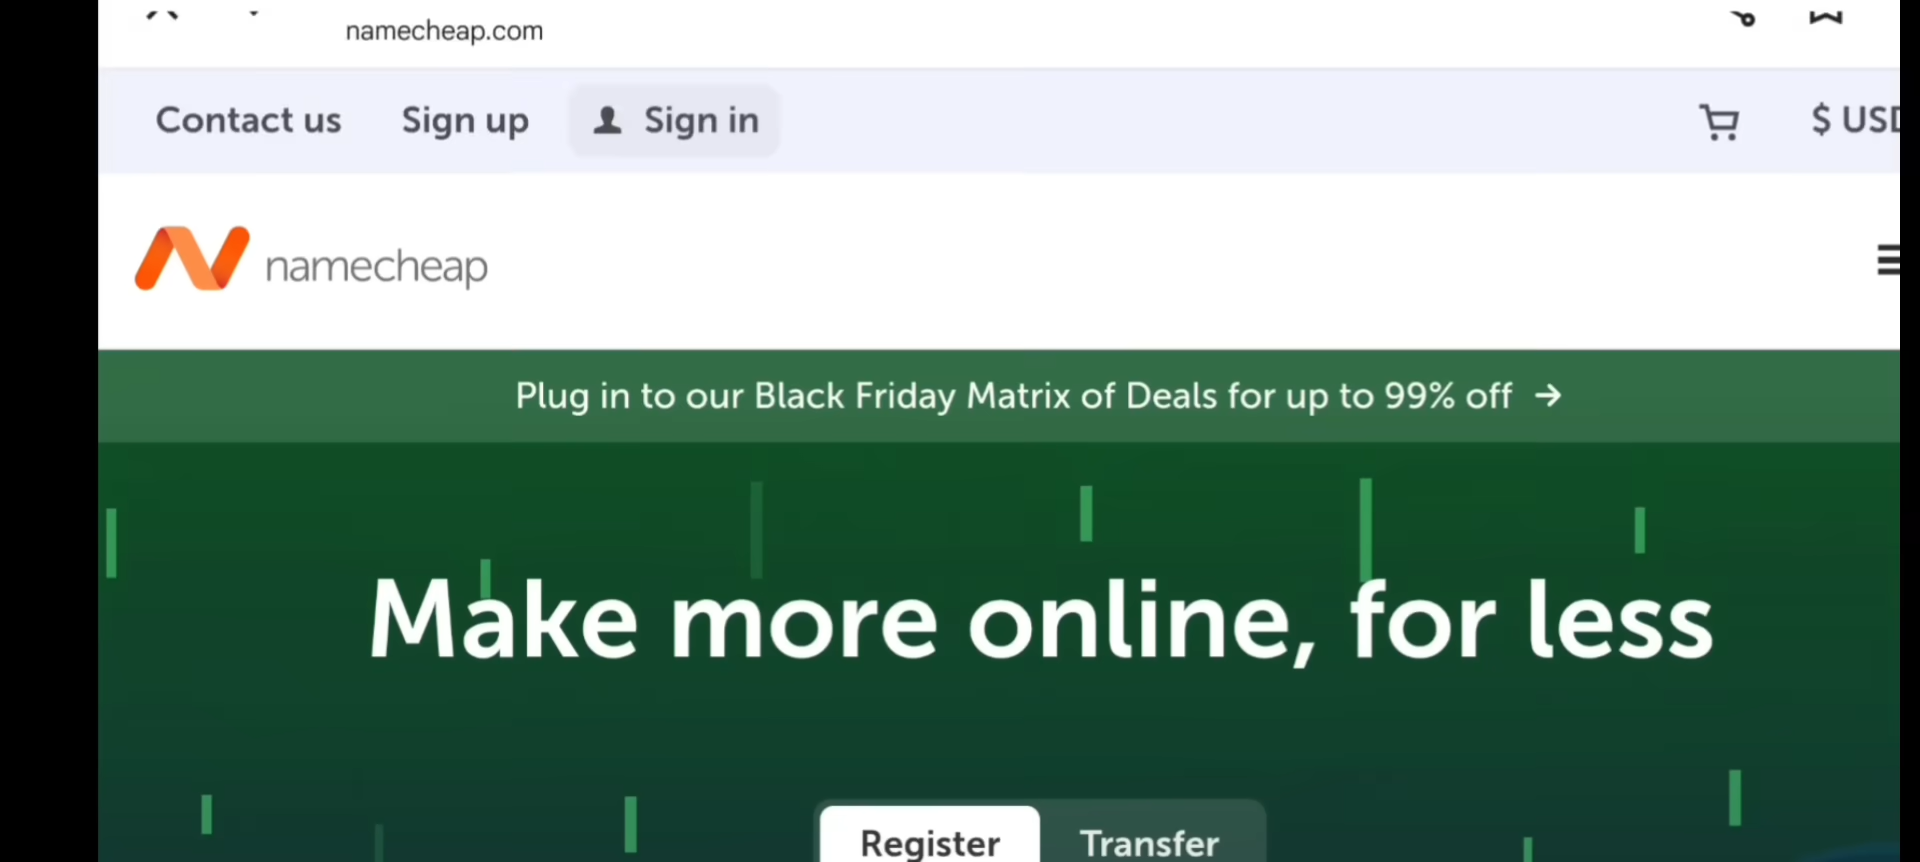 namecheap.com
Contact us Sign up Sign in $ USD
namecheap
Plug in to our Black Friday Matrix of Deals for up to 99% off →
Make more online, for less
Register Transfer